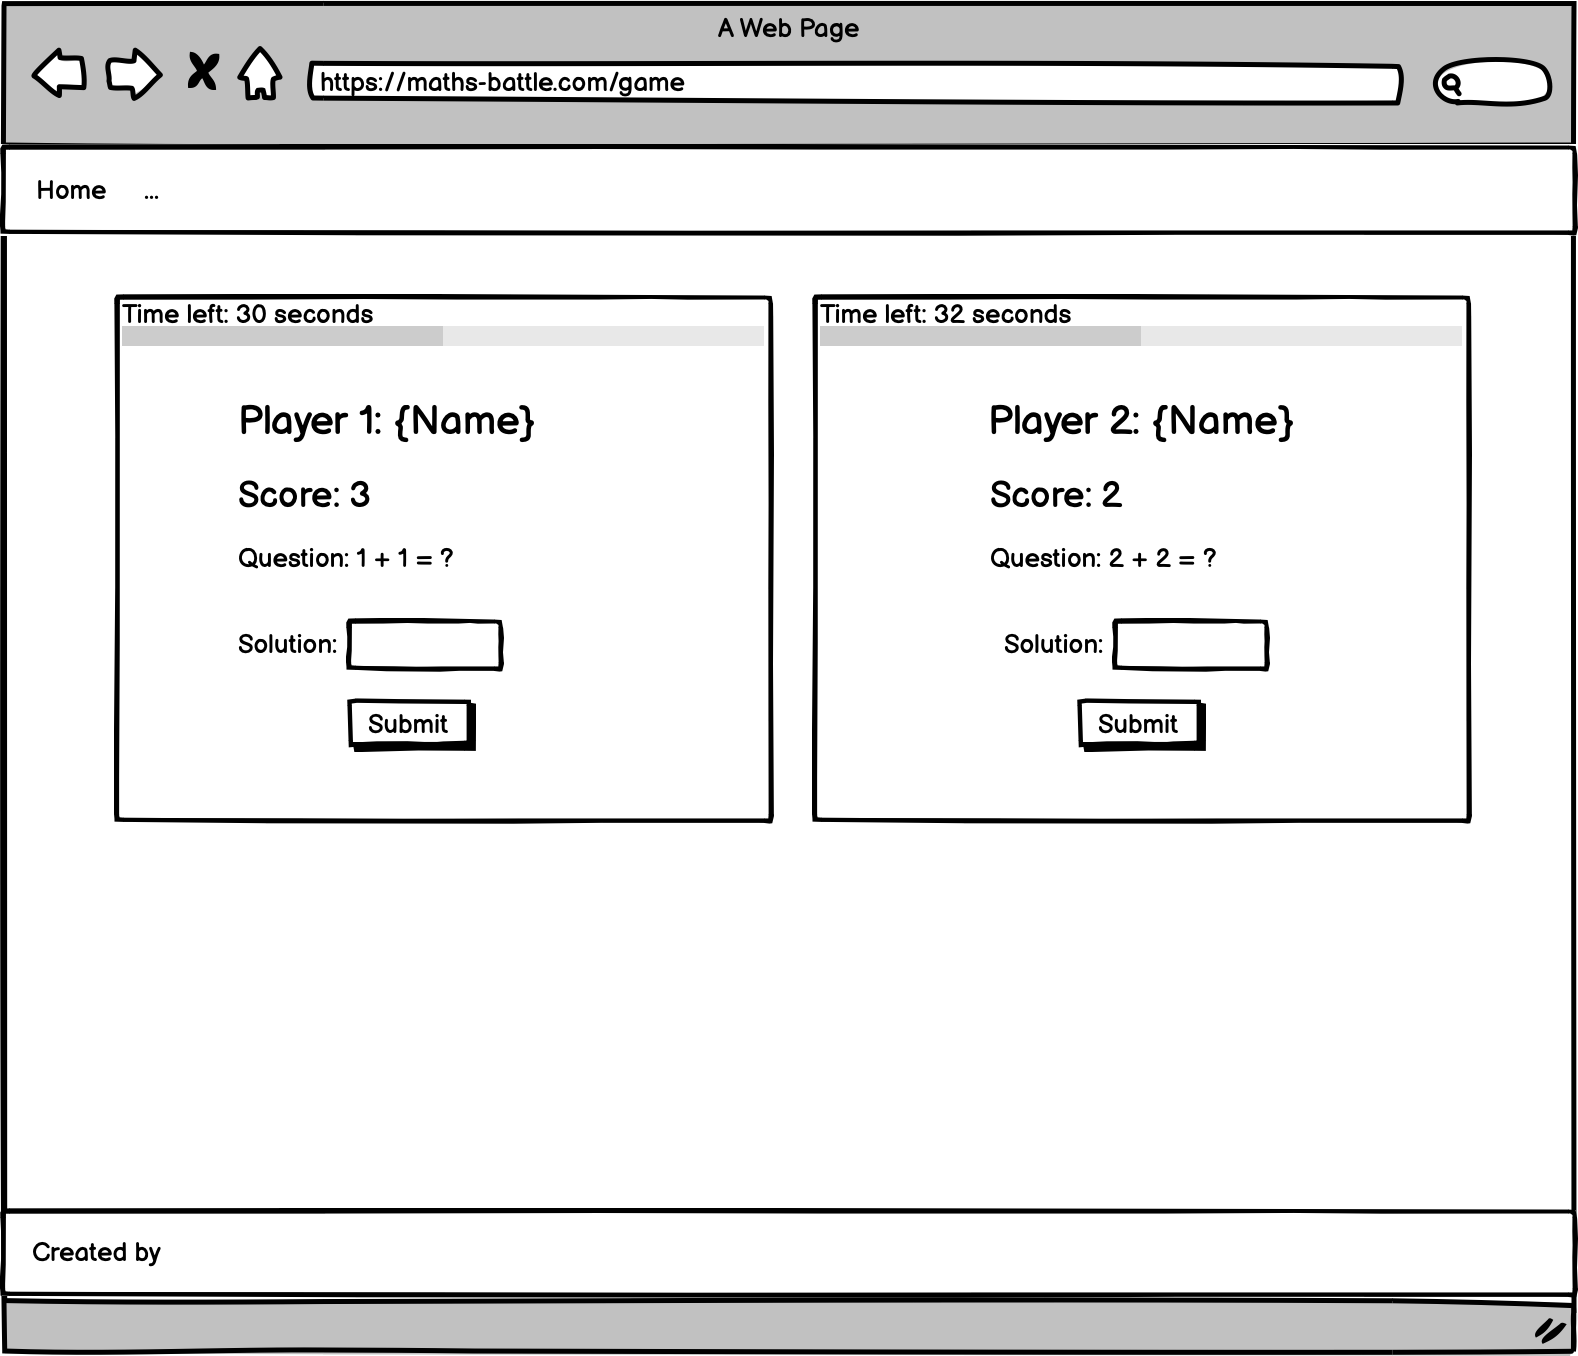 A Web Page
https://maths-battle.com/game
Home ...
Time left: 30 seconds
Player 1: {Name}
Score: 3
Question: 1 + 1 = ?
Solution:
Submit
Time left: 32 seconds
Player 2: {Name}
Score: 2
Question: 2 + 2 = ?
Solution:
Submit
Created by